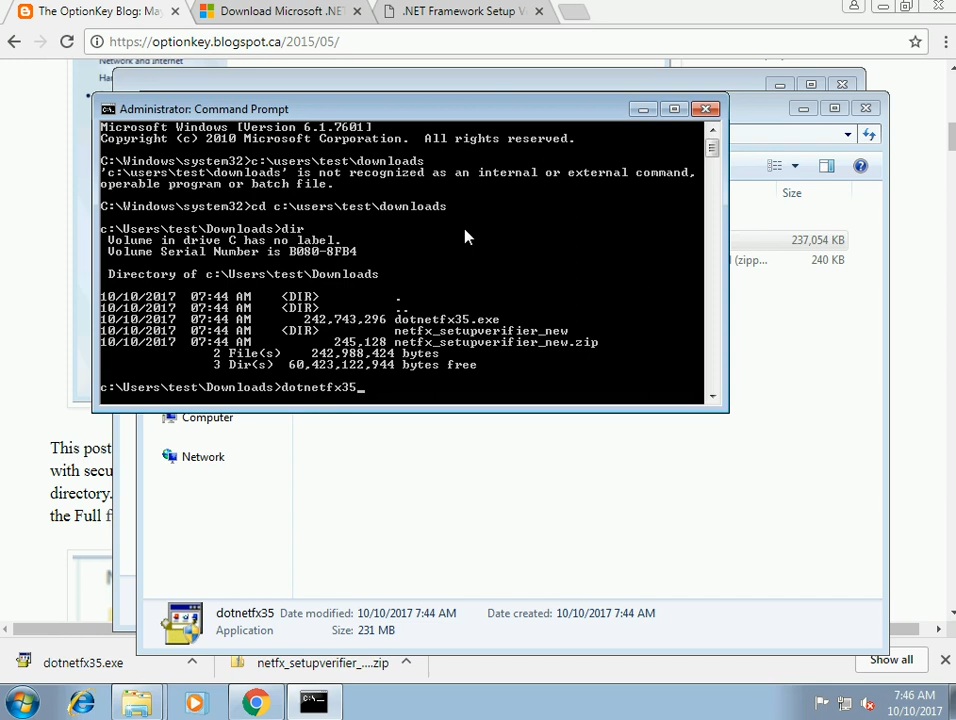 The OptionKey Blog: Ma
Download Microsoft .NE
.NET Framework Setup V
https://optionkey.blogspot.ca/2015/05/
Network and Internet
Administrator: Command Prompt
Microsoft Windows [Version 6.1.7601]
Copyright (c) 2010 Microsoft Corporation.  All rights reserved.
C:\Windows\system32>c:\users\test\downloads
'c:\users\test\downloads' is not recognized as an internal or external command,
operable program or batch file.
C:\Windows\system32>cd c:\users\test\downloads
c:\Users\test\Downloads>dir
Volume in drive C has no label.
Volume Serial Number is B080-8FB4
Directory of c:\Users\test\Downloads
10/10/2017  07:44 AM    <DIR>          .
10/10/2017  07:44 AM    <DIR>          ..
10/10/2017  07:44 AM       242,743,296 dotnetfx35.exe
10/10/2017  07:44 AM    <DIR>          netfx_setupverifier_new
10/10/2017  07:44 AM           245,128 netfx_setupverifier_new.zip
2 File(s)    242,988,424 bytes
3 Dir(s)  60,423,122,944 bytes free
c:\Users\test\Downloads>dotnetfx35_
Size
237,054 KB
(zipp...
240 KB
Computer
Network
This post
with secu
directory.
the Full f
dotnetfx35 Date modified: 10/10/2017 7:44 AM Date created: 10/10/2017 7:44 AM
Application Size: 231 MB
dotnetfx35.exe
netfx_setupverifier_....zip
Show all
7:46 AM
10/10/2017